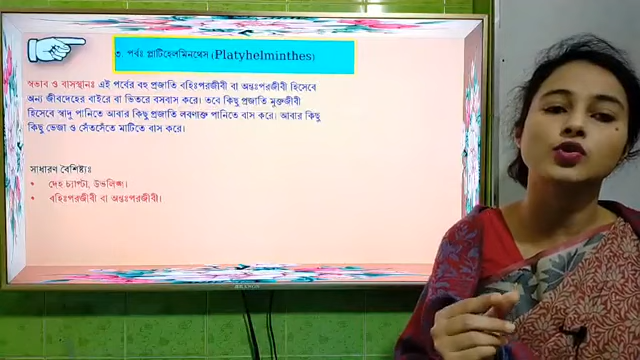 ৩. পর্বঃ প্লাটিহেলমিনথেস (Platyhelminthes)
স্বভাব ও বাসস্থানঃ এই পর্বের বহু প্রজাতি বহিঃপরজীবী বা অন্তঃপরজীবী হিসেবে
অন্য জীবদেহের বাইরে বা ভিতরে বসবাস করে। তবে কিছু প্রজাতি মুক্তজীবী
হিসেবে স্বাদু পানিতে আবার কিছু প্রজাতি লবণাক্ত পানিতে বাস করে। আবার কিছু
কিছু ভেজা ও সেঁতসেঁতে মাটিতে বাস করে।
সাধারণ বৈশিষ্ট্যঃ
• দেহ চ্যাপ্টা, উভলিঙ্গ।
• বহিঃপরজীবী বা অন্তঃপরজীবী।